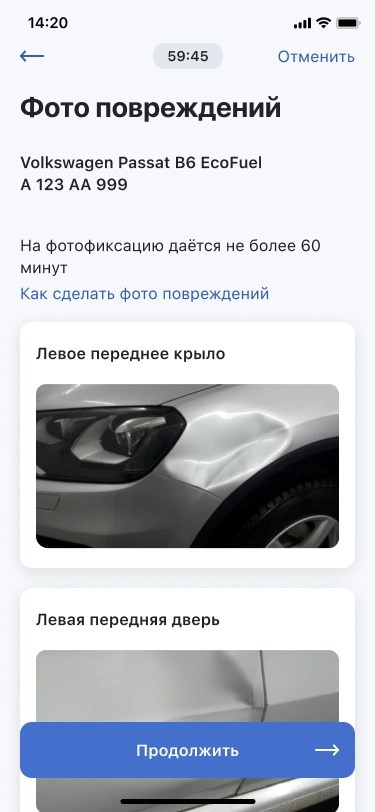 14:20
59:45
Отменить
Фото повреждений
Volkswagen Passat B6 EcoFuel
А 123 АА 999
На фотофиксацию даётся не более 60
минут
Как сделать фото повреждений
Левое переднее крыло
Левая передняя дверь
Продолжить